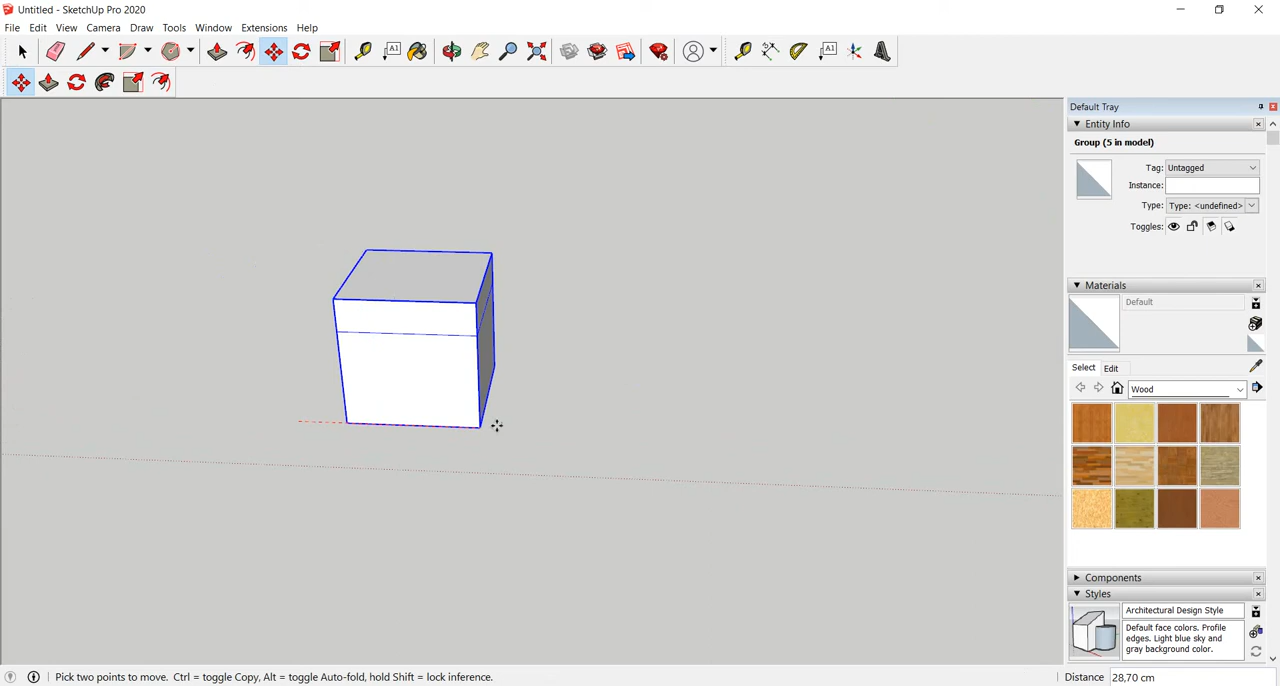 Untitled - SketchUp Pro 2020
File Edit View Camera Draw Tools Window Extensions Help
A1 A1
Default Tray
Entity Info
Group (5 in model)
Tag: Untagged
Instance:
Type: Type: <undefined>
Toggles:
Materials
Default
Select Edit
Wood
Components
Styles
Architectural Design Style
Default face colors. Profile
edges. Light blue sky and
gray background color.
Pick two points to move. Ctrl = toggle Copy, Alt = toggle Auto-fold, hold Shift = lock inference.
Distance 28,70 cm